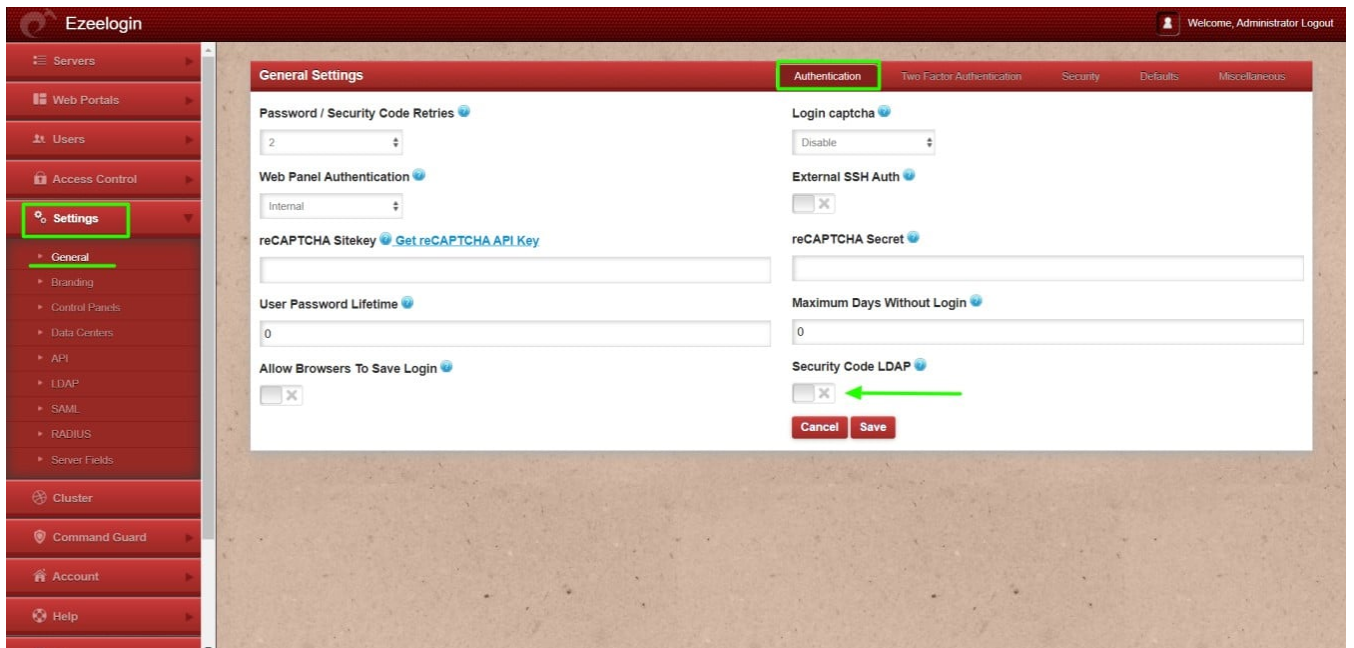 Ezeelogin
Welcome, Administrator Logout
Servers
Web Portals
Users
Access Control
Settings
General
Branding
Control Panels
Data Centers
API
LDAP
SAML
RADIUS
Server Fields
Cluster
Command Guard
Account
Help
General Settings
Authentication
Two Factor Authentication
Security
Defaults
Miscellaneous
Password / Security Code Retries
2
Login captcha
Disable
Web Panel Authentication
Internal
External SSH Auth
reCAPTCHA Sitekey Get reCAPTCHA API Key
reCAPTCHA Secret
User Password Lifetime
0
Maximum Days Without Login
0
Allow Browsers To Save Login
Security Code LDAP
Cancel
Save